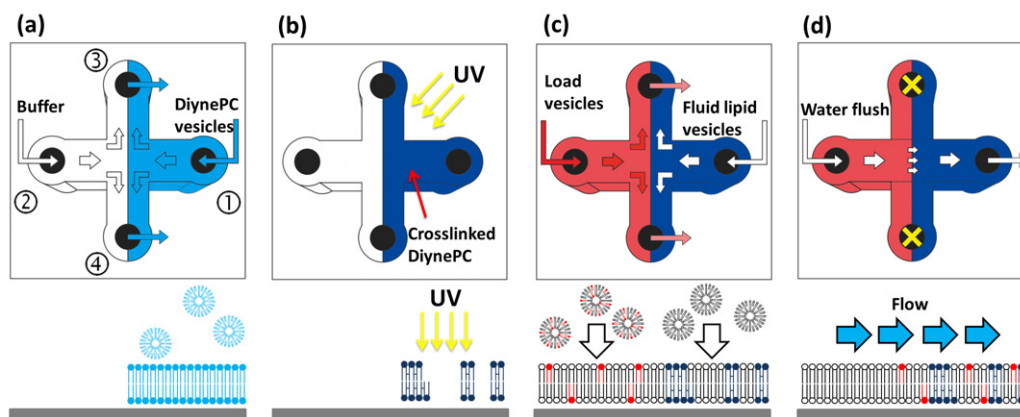 (a)
(b)
(c)
(d)
③
Buffer
DiynePC
vesicles
②
①
④
UV
Crosslinked
DiynePC
UV
Load
vesicles
Fluid lipid
vesicles
Water flush
Flow